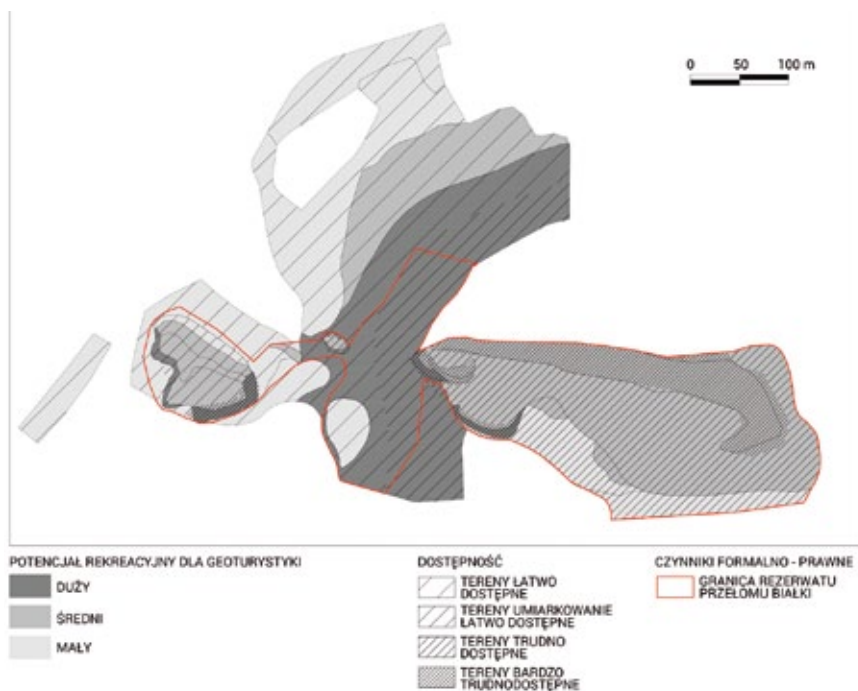 0 50 100 m
POTENCJAŁ REKREACYJNY DLA GEOTURYSTYKI
DUŻY
ŚREDNI
MAŁY
DOSTĘPNOŚĆ
TERENY ŁATWO
DOSTĘPNE
TERENY UMIARKOWANIE
ŁATWO DOSTĘPNE
TERENY TRUDNO
DOSTĘPNE
TERENY BARDZO
TRUDNODOSTĘPNE
CZYNNIKI FORMALNO - PRAWNE
GRANICA REZERWATU
PRZEŁOMU BIAŁKI